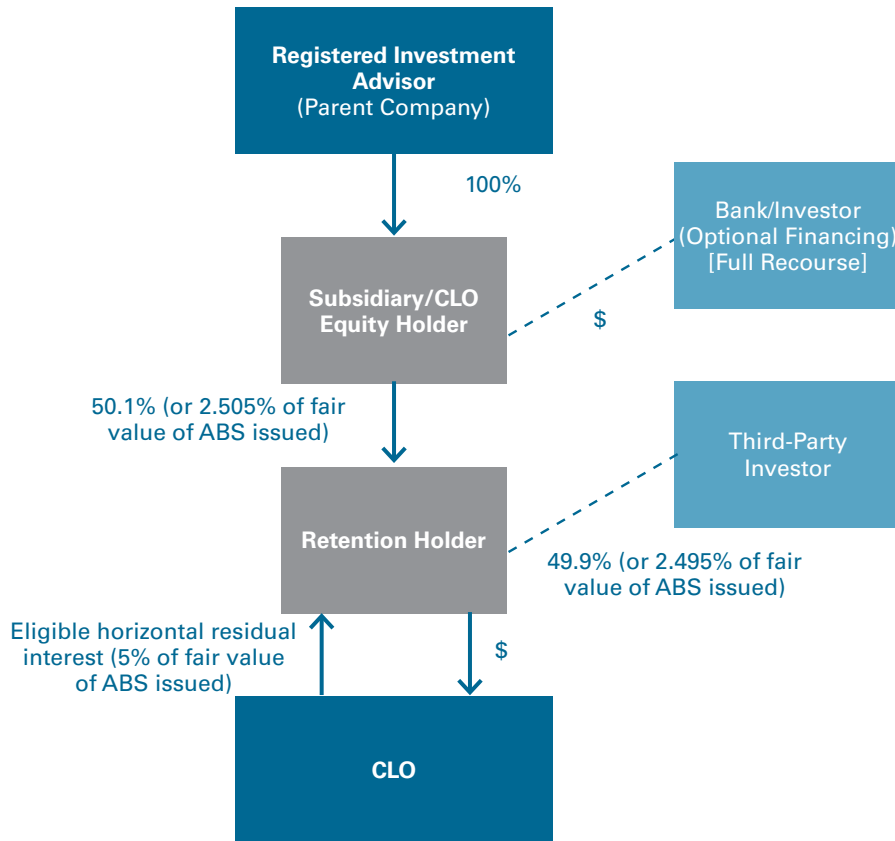 Registered Investment
Advisor
(Parent Company)
100%
Bank/Investor
(Optional Financing)
[Full Recourse]
Subsidiary/CLO
Equity Holder
$
50.1% (or 2.505% of fair
value of ABS issued)
Third-Party
Investor
Retention Holder
49.9% (or 2.495% of fair
value of ABS issued)
Eligible horizontal residual
interest (5% of fair value
of ABS issued)
$
CLO